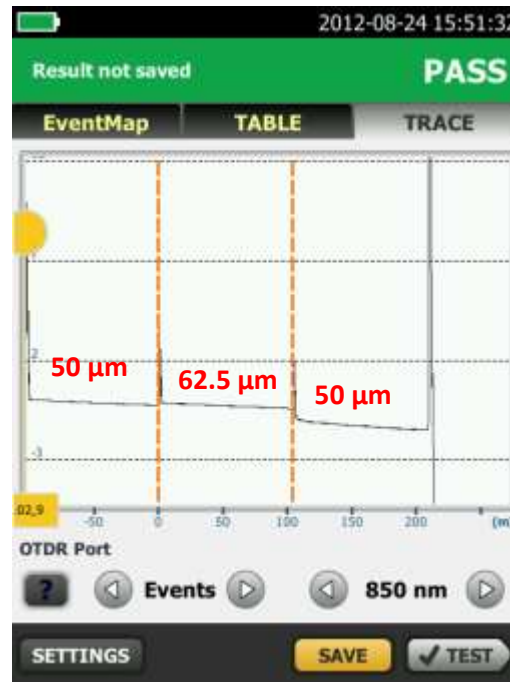 2012-08-24 15:51:32
Result not saved PASS
EventMap TABLE TRACE
2
50 µm 62.5 µm 50 µm
-3
02,9 -50 0 50 100 150 200 (m
OTDR Port
? Events 850 nm
SETTINGS SAVE TEST